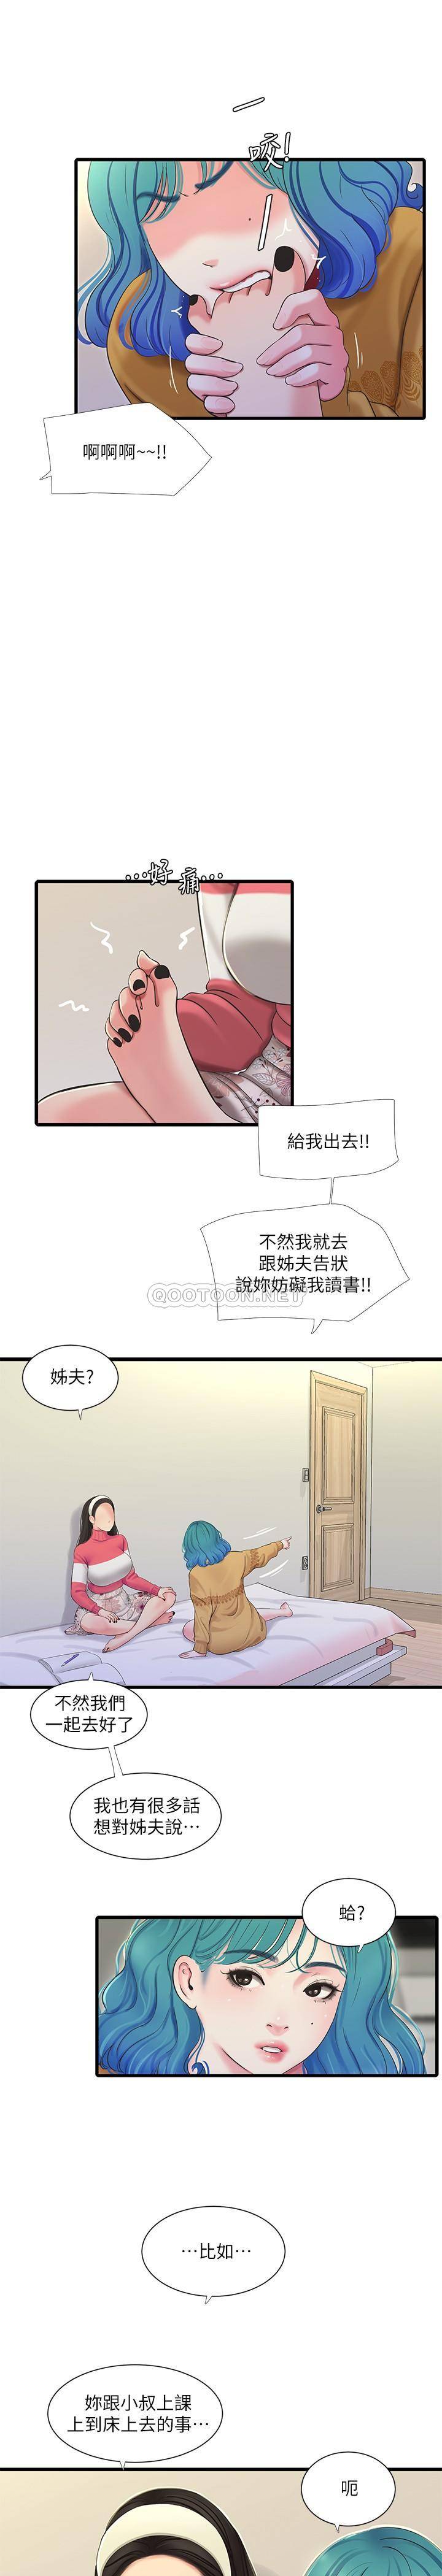 咬!
啊啊啊~~!!
…好痛…
給我出去!!
不然我就去
跟姊夫告狀
說妳妨礙我讀書!!
QOOTOON.NET
姊夫?
不然我們
一起去好了
我也有很多話
想對姊夫說…
蛤?
…比如…
妳跟小叔上課
上到床上去的事…
呃